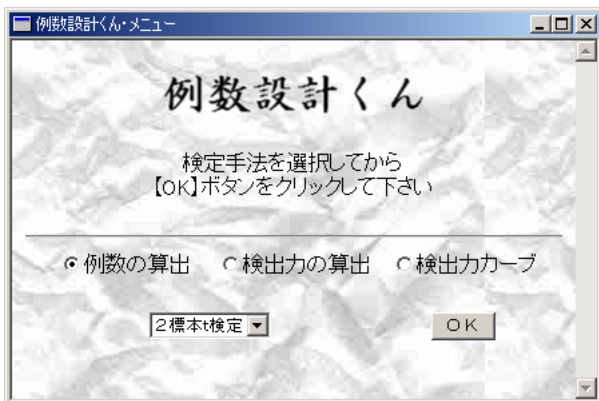 例数設計くん・メニュー
例数設計くん
検定手法を選択してから
【OK】ボタンをクリックして下さい
例数の算出 検出力の算出 検出力カーブ
2標本t検定 OK